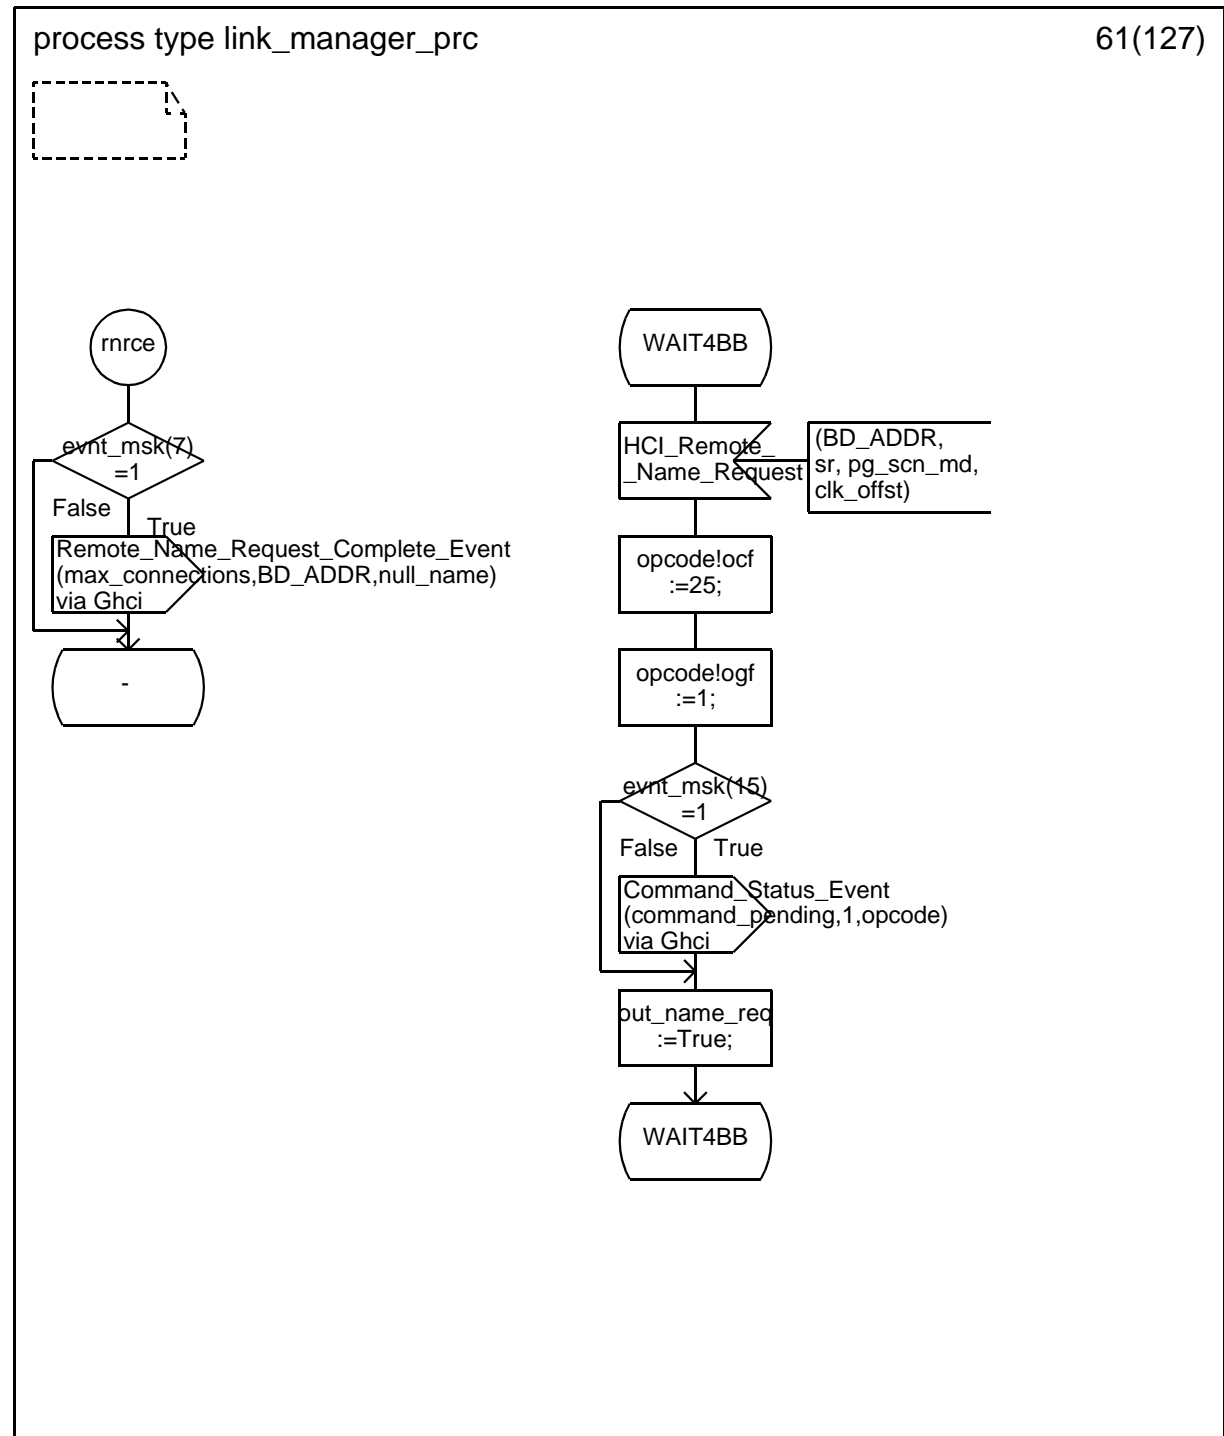 process type link_manager_prc
61(127)
rnrce
evnt_msk(7)
=1
False
True
Remote_Name_Request_Complete_Event
(max_connections,BD_ADDR,null_name)
via Ghci
-
WAIT4BB
HCI_Remote_
_Name_Request
(BD_ADDR,
sr, pg_scn_md,
clk_offst)
opcode!ocf
:=25;
opcode!ogf
:=1;
evnt_msk(15)
=1
False
True
Command_Status_Event
(command_pending,1,opcode)
via Ghci
out_name_req
:=True;
WAIT4BB